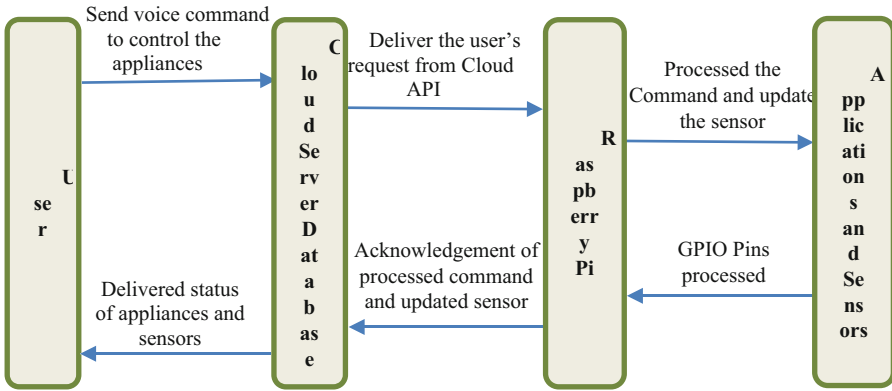 Send voice command
to control the
appliances
Deliver the user's
request from Cloud
API
Processed the
Command and update
the sensor
U
se
r
C
lo
u
d
Se
rv
er
D
at
a
b
as
e
R
as
pb
err
y
Pi
A
pp
lic
ati
on
s
an
d
Se
ns
ors
Delivered status
of appliances and
sensors
Acknowledgement of
processed command
and updated sensor
GPIO Pins
processed